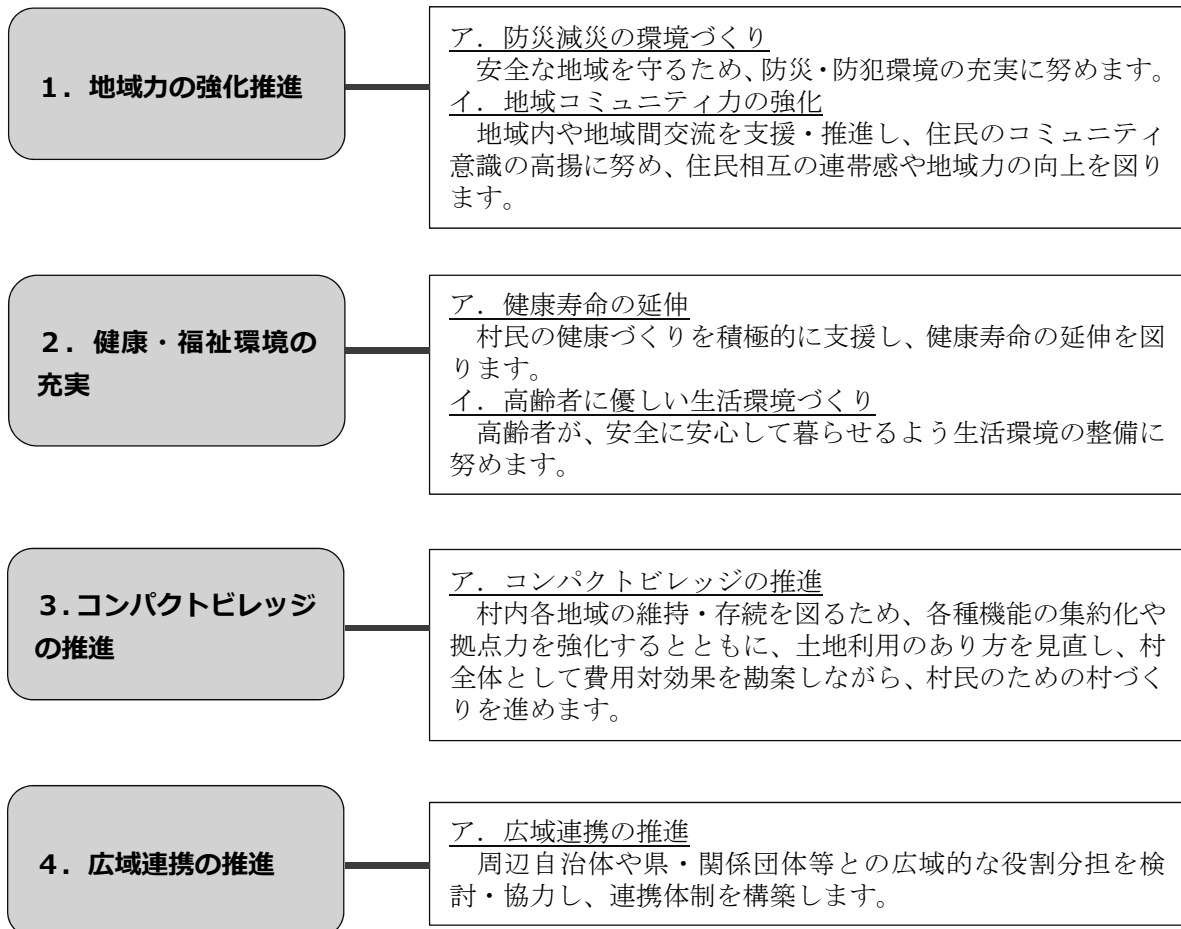 1．地域力の強化推進
ア．防災減災の環境づくり
安全な地域を守るため、防災・防犯環境の充実に努めます。
イ．地域コミュニティ力の強化
地域内や地域間交流を支援・推進し、住民のコミュニティ
意識の高揚に努め、住民相互の連帯感や地域力の向上を図り
ます。
2．健康・福祉環境の
充実
ア．健康寿命の延伸
村民の健康づくりを積極的に支援し、健康寿命の延伸を図
ります。
イ．高齢者に優しい生活環境づくり
高齢者が、安全に安心して暮らせるよう生活環境の整備に
努めます。
3．コンパクトビレッジ
の推進
ア．コンパクトビレッジの推進
村内各地域の維持・存続を図るため、各種機能の集約化や
拠点力を強化するとともに、土地利用のあり方を見直し、村
全体として費用対効果を勘案しながら、村民のための村づく
りを進めます。
4．広域連携の推進
ア．広域連携の推進
周辺自治体や県・関係団体等との広域的な役割分担を検
討・協力し、連携体制を構築します。